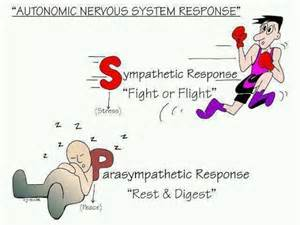 "AUTONOMIC NERVOUS SYSTEM RESPONSE"
Sympathetic Response
(Stress)
"Fight or Flight"
z z z z z
Parasympathetic Response
(Peace)
"Rest & Digest"